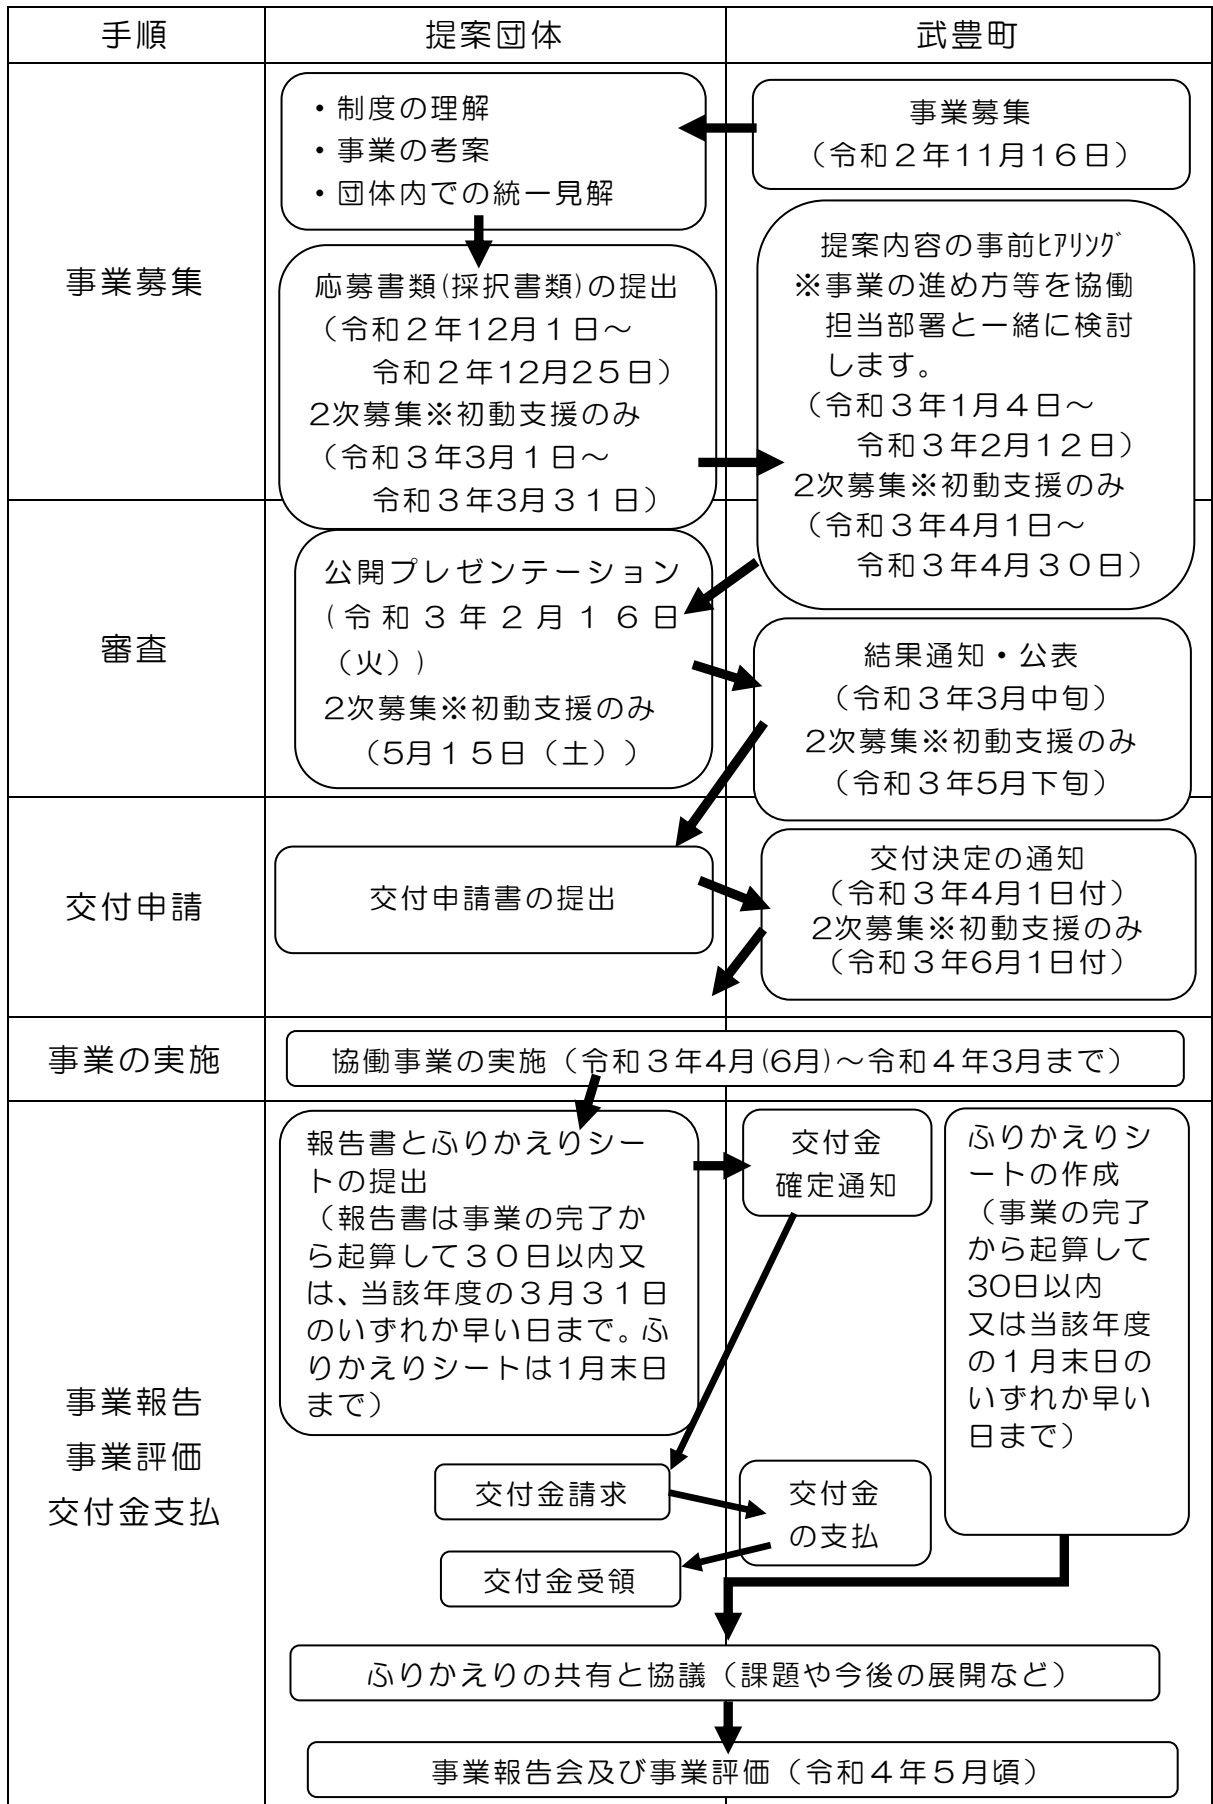 手順
提案団体
武豊町
事業募集
・制度の理解
・事業の考案
・団体内での統一見解
事業募集
（令和２年11月16日）
応募書類(採択書類)の提出
（令和２年12月１日～
令和２年12月25日）
2次募集※初動支援のみ
（令和３年3月１日～
令和３年3月３１日）
提案内容の事前ﾋｱﾘﾝｸﾞ
※事業の進め方等を協働
担当部署と一緒に検討
します。
（令和３年1月４日～
令和３年2月１２日）
2次募集※初動支援のみ
（令和３年4月1日～
令和３年4月３０日）
審査
公開プレゼンテーション
(令和３年２月１６日
（火）)
2次募集※初動支援のみ
（5月１５日（土））
結果通知・公表
（令和３年3月中旬）
2次募集※初動支援のみ
（令和３年5月下旬）
交付申請
交付申請書の提出
交付決定の通知
（令和３年4月1日付）
2次募集※初動支援のみ
（令和３年6月1日付）
事業の実施
協働事業の実施（令和３年4月(6月)～令和４年3月まで）
事業報告
事業評価
交付金支払
報告書とふりかえりシー
トの提出
（報告書は事業の完了か
ら起算して３０日以内又
は、当該年度の３月３１日
のいずれか早い日まで。ふ
りかえりシートは1月末日
まで）
交付金
確定通知
ふりかえりシ
ートの作成
（事業の完了
から起算して
30日以内
又は当該年度
の１月末日の
いずれか早い
日まで）
交付金請求
交付金
の支払
交付金受領
ふりかえりの共有と協議（課題や今後の展開など）
事業報告会及び事業評価（令和４年５月頃）